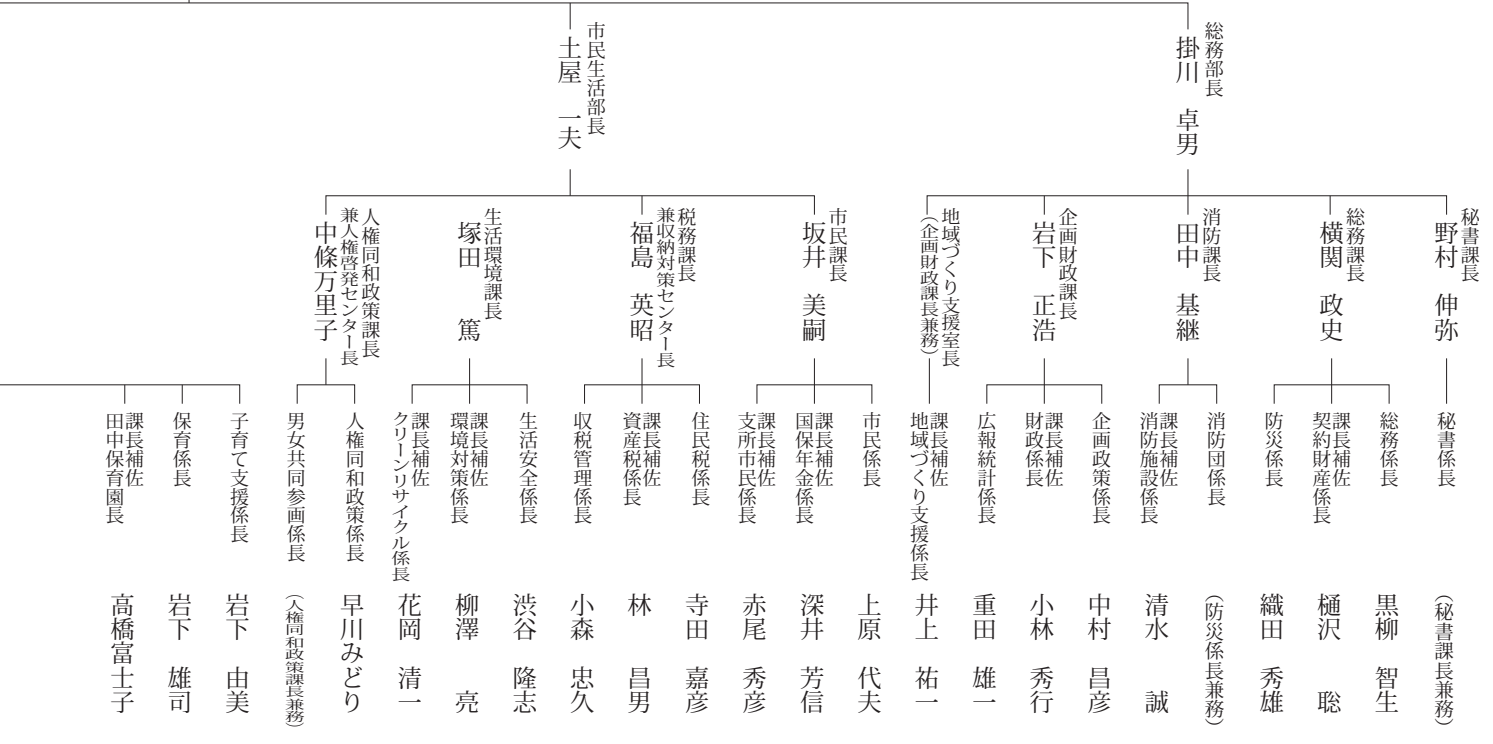 総務部長
掛川 卓男
市民生活部長
土屋 一夫
秘書課長
野村 伸弥
総務課長
横関 政史
消防課長
田中 基継
企画財政課長
岩下 正浩
地域づくり支援室長
(企画財政課長兼務)
市民課長
坂井 美嗣
税務課長
兼収納対策センター長
福島 英昭
生活環境課長
塚田 篤
人権同和政策課長
兼人権啓発センター長
中條万里子
秘書係長
(秘書課長兼務)
総務係長
黒柳 智生
課長補佐
契約財産係長
樋沢 聡
防災係長
織田 秀雄
消防団係長
(防災係長兼務)
課長補佐
消防施設係長
清水 誠
企画政策係長
中村 昌彦
課長補佐
財政係長
小林 秀行
広報統計係長
重田 雄一
課長補佐
地域づくり支援係長
井上 祐一
市民係長
上原 代夫
課長補佐
国保年金係長
深井 芳信
課長補佐
支所市民係長
赤尾 秀彦
住民税係長
寺田 嘉彦
課長補佐
資産税係長
林 昌男
収税管理係長
小森 忠久
生活安全係長
渋谷 隆志
課長補佐
環境対策係長
柳澤 亮
課長補佐
クリーンリサイクル係長
花岡 清一
人権同和政策係長
早川みどり
男女共同参画係長
(人権同和政策課長兼務)
子育て支援係長
岩下 由美
保育係長
岩下 雄司
課長補佐
田中保育園長
高橋富士子